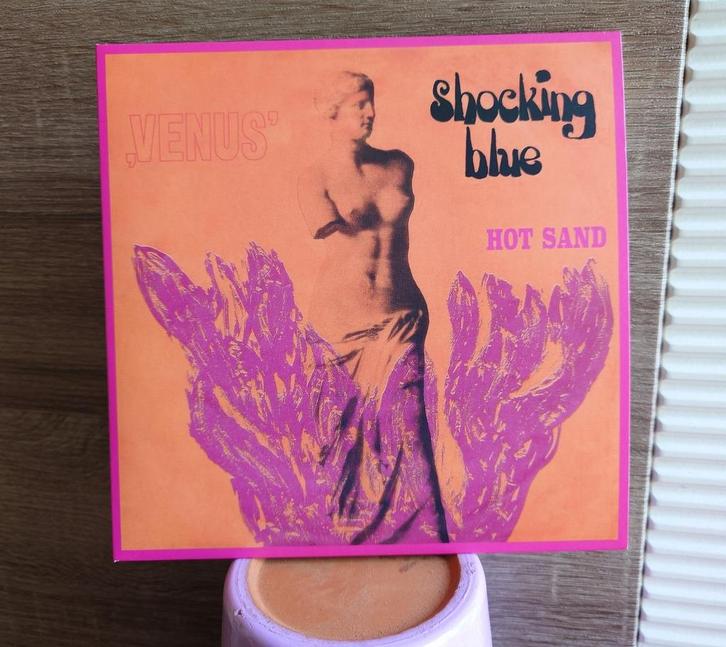 ‚VENUS’
shocking
blue
HOT SAND